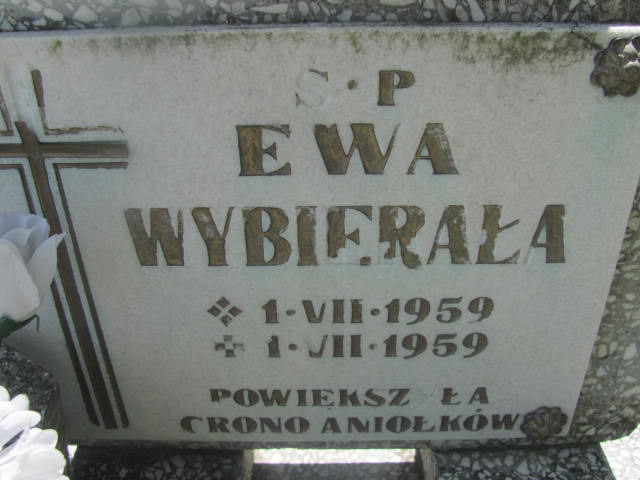 Ś·P
EWA
WYBIERAŁA
1·VII·1959
1·VII·1959
POWIĘKSZYŁA
GRONO ANIOŁKÓW